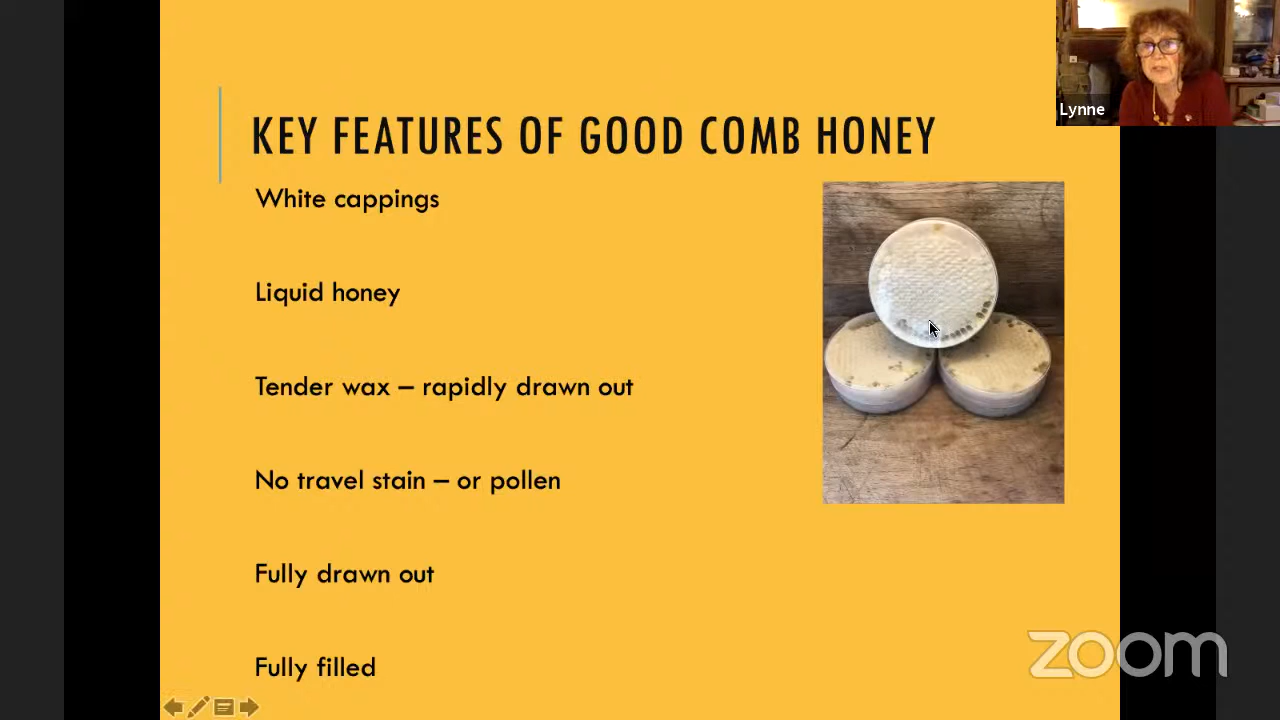 Lynne
KEY FEATURES OF GOOD COMB HONEY
White cappings
Liquid honey
Tender wax – rapidly drawn out
No travel stain – or pollen
Fully drawn out
Fully filled
zoom